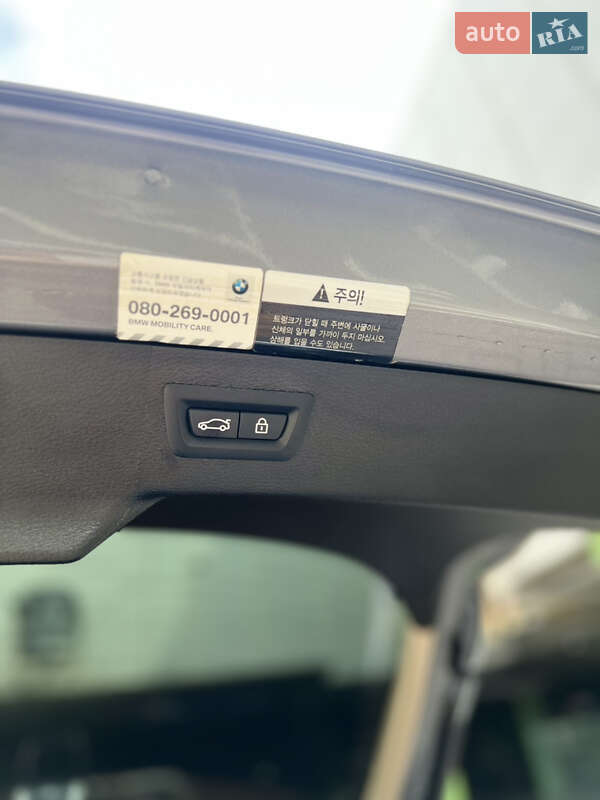 auto RIA.com
080-269-0001
BMW MOBILITY CARE.
주의!
트렁크가 닫힐 때 주변에 사물이나
신체의 일부를 가까이 두지 마십시오.
상해를 입을 수도 있습니다.